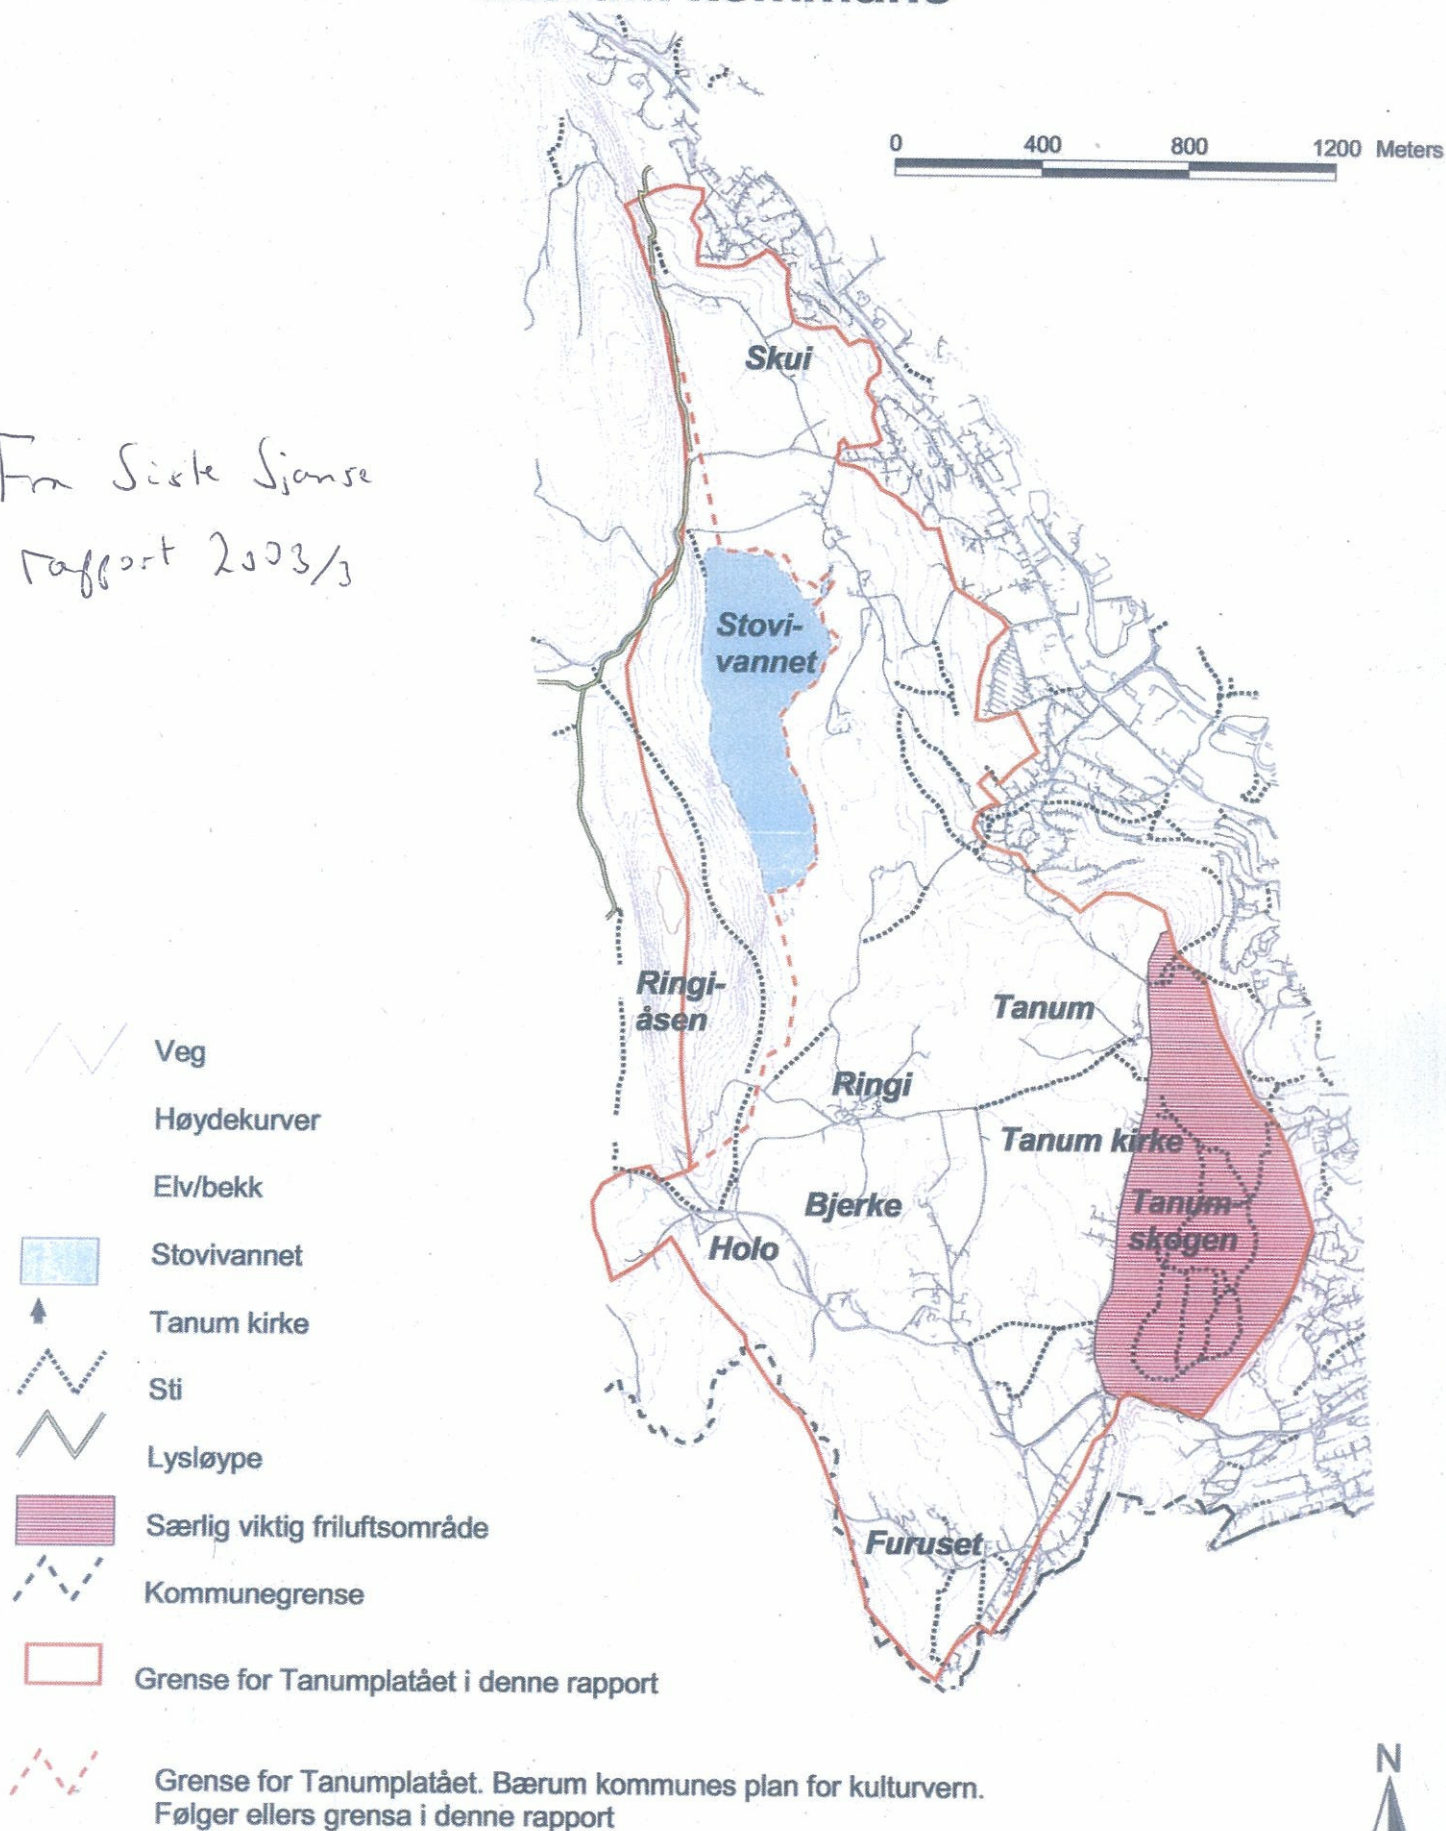 kommune
0 400 800 1200 Meters
Skui
Fra Siste Sjanse
rapport 2003/3
Stovi-
vannet
Ringi-
åsen
Tanum
Ringi
Tanum kirke
Bjerke
Tanum-
skogen
Holo
Furuset
Veg
Høydekurver
Elv/bekk
Stovivannet
Tanum kirke
Sti
Lysløype
Særlig viktig friluftsområde
Kommunegrense
Grense for Tanumplatået i denne rapport
Grense for Tanumplatået. Bærum kommunes plan for kulturvern.
Følger ellers grensa i denne rapport
N